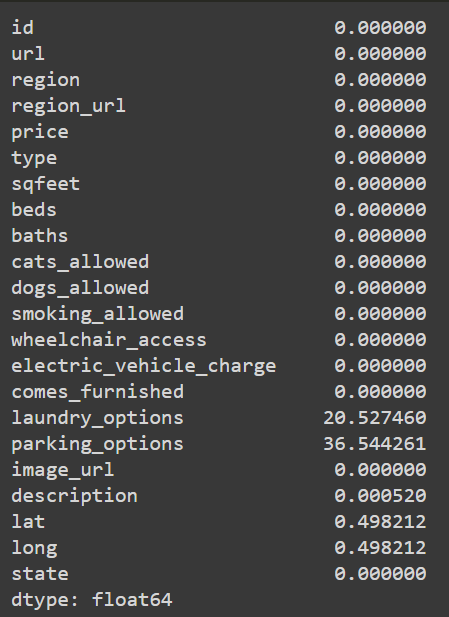 id 0.000000
url 0.000000
region 0.000000
region_url 0.000000
price 0.000000
type 0.000000
sqfeet 0.000000
beds 0.000000
baths 0.000000
cats_allowed 0.000000
dogs_allowed 0.000000
smoking_allowed 0.000000
wheelchair_access 0.000000
electric_vehicle_charge 0.000000
comes_furnished 0.000000
laundry_options 20.527460
parking_options 36.544261
image_url 0.000000
description 0.000520
lat 0.498212
long 0.498212
state 0.000000
dtype: float64